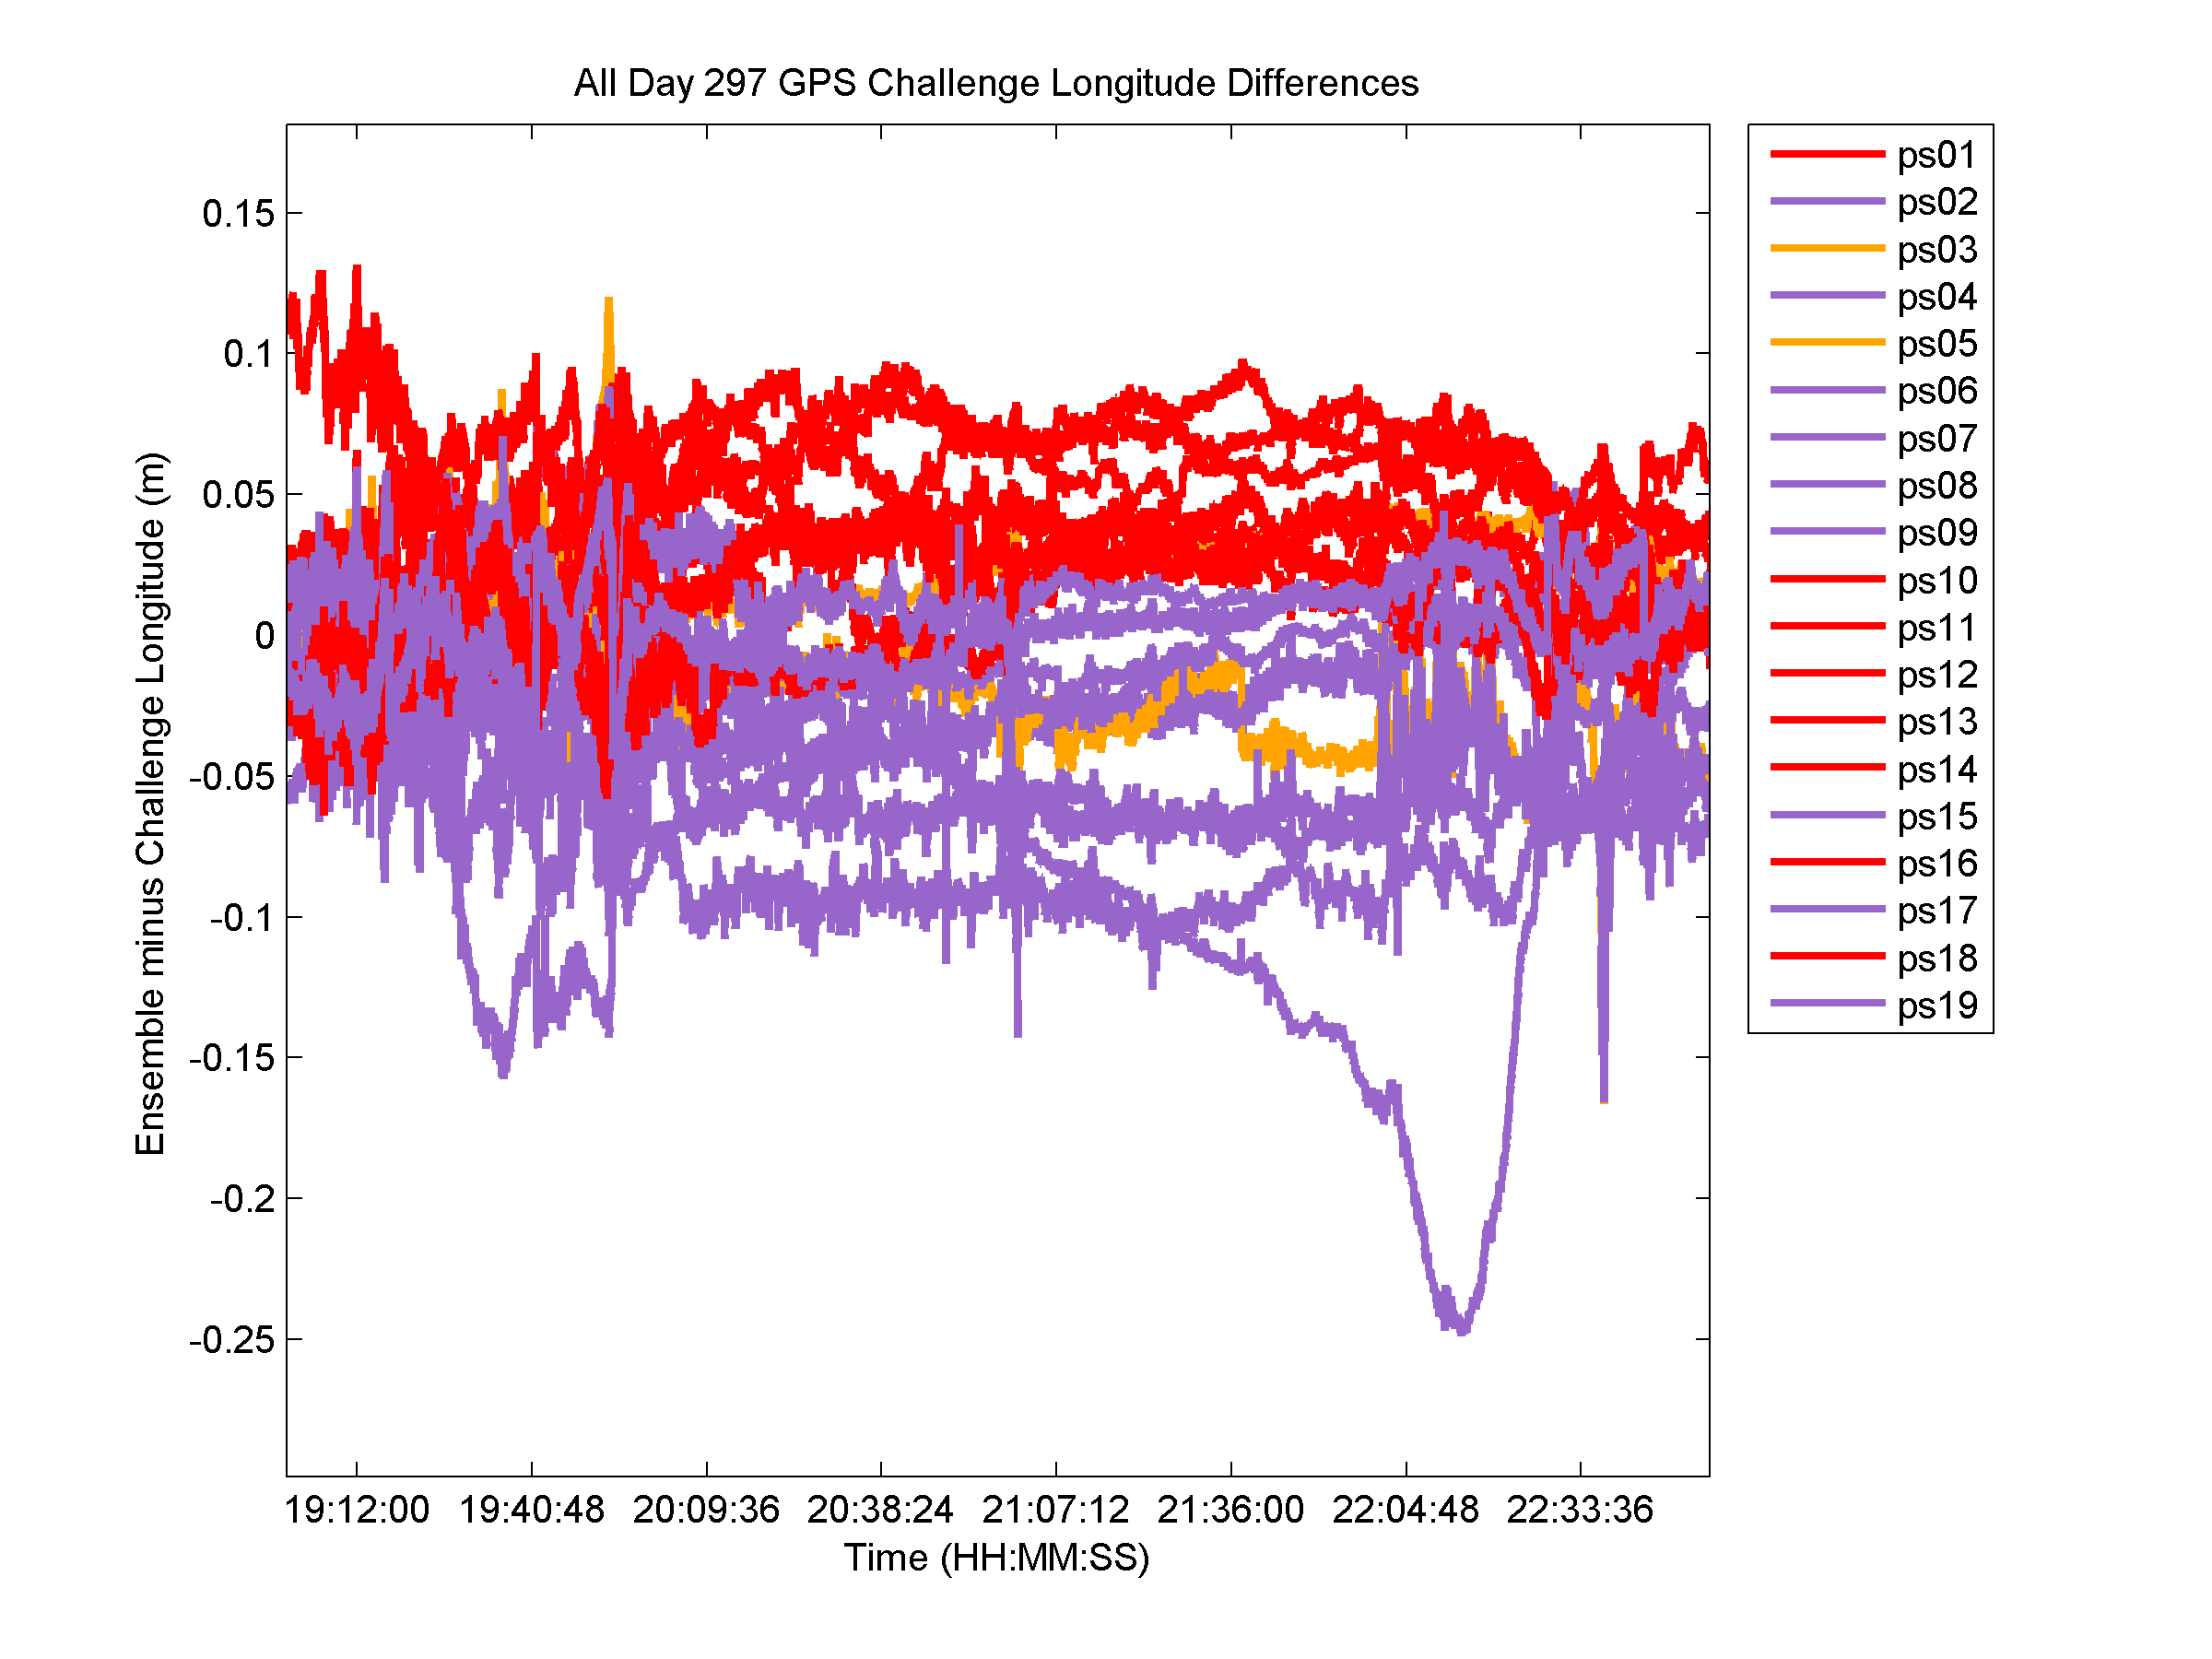 All Day 297 GPS Challenge Longitude Differences
Ensemble minus Challenge Longitude (m)
0.15
0.1
0.05
0
-0.05
-0.1
-0.15
-0.2
-0.25
19:12:00 19:40:48 20:09:36 20:38:24 21:07:12 21:36:00 22:04:48 22:33:36
Time (HH:MM:SS)
ps01
ps02
ps03
ps04
ps05
ps06
ps07
ps08
ps09
ps10
ps11
ps12
ps13
ps14
ps15
ps16
ps17
ps18
ps19